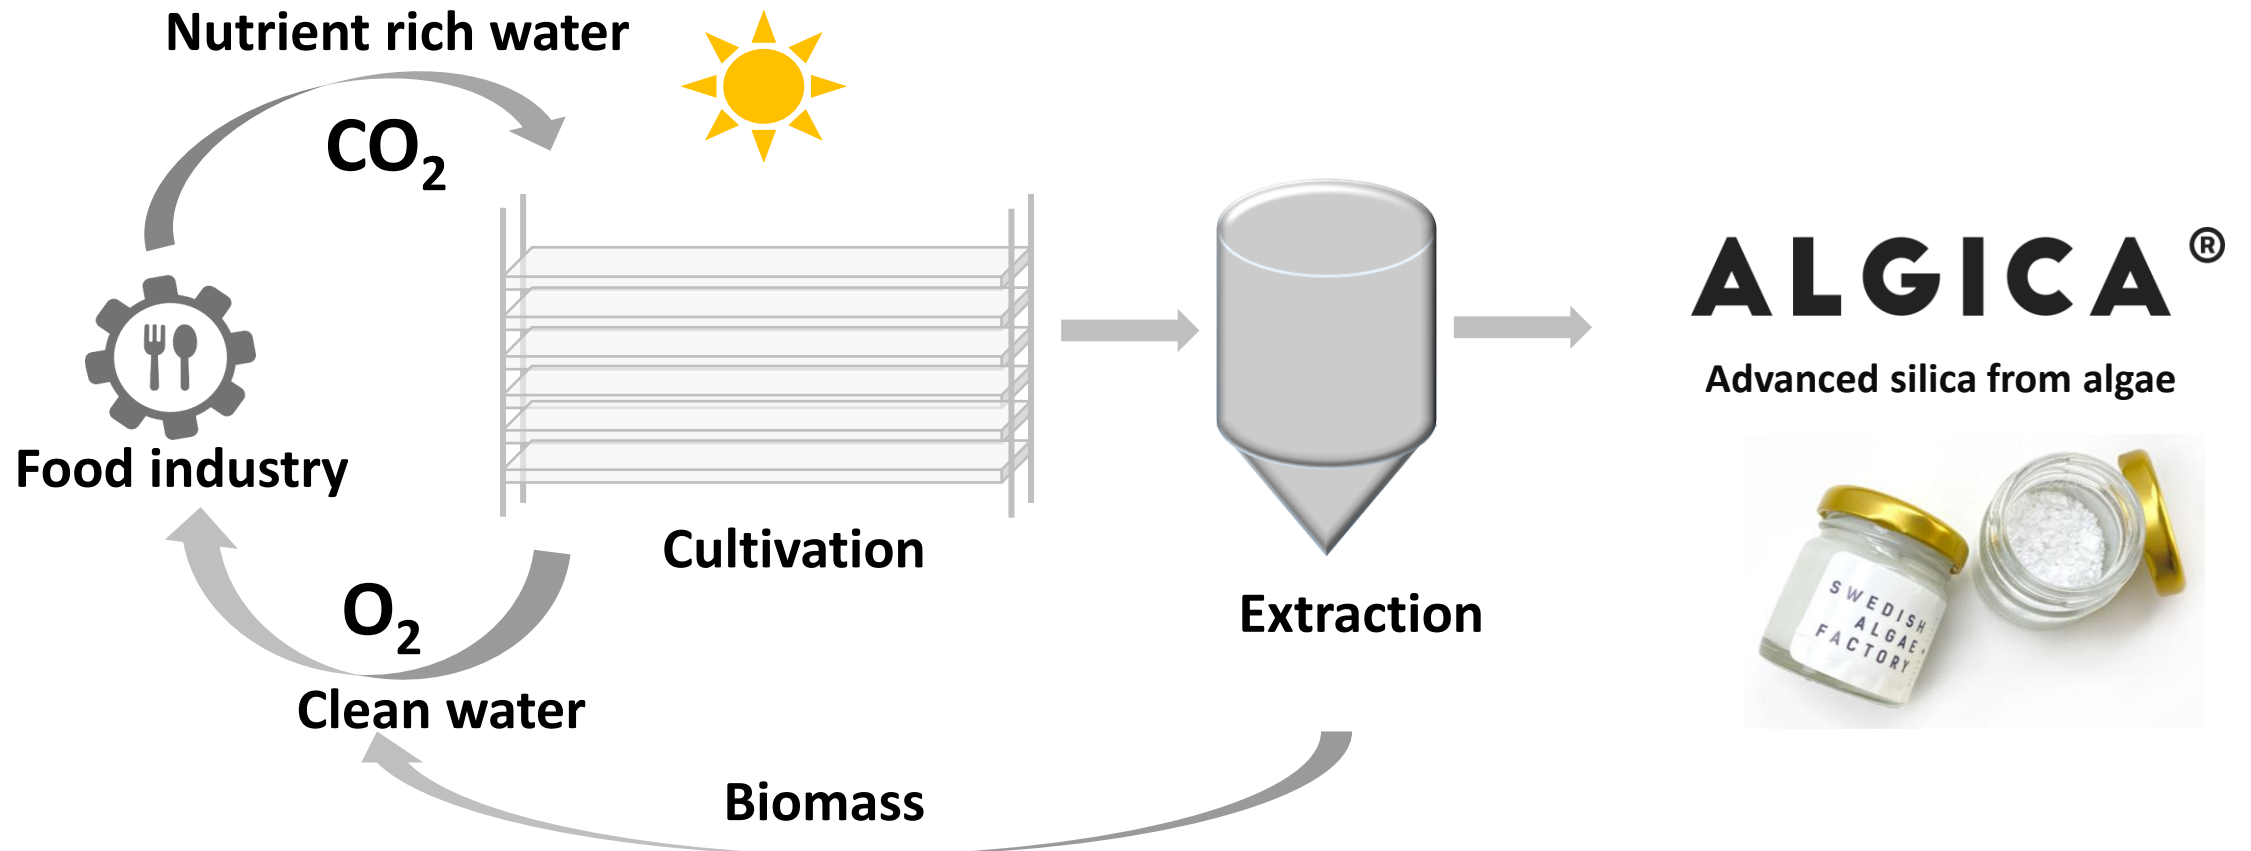 Nutrient rich water
CO₂
Food industry
O₂
Clean water
Cultivation
Extraction
Biomass
ALGICA®
Advanced silica from algae
SWEDISH
ALGAE
FACTORY